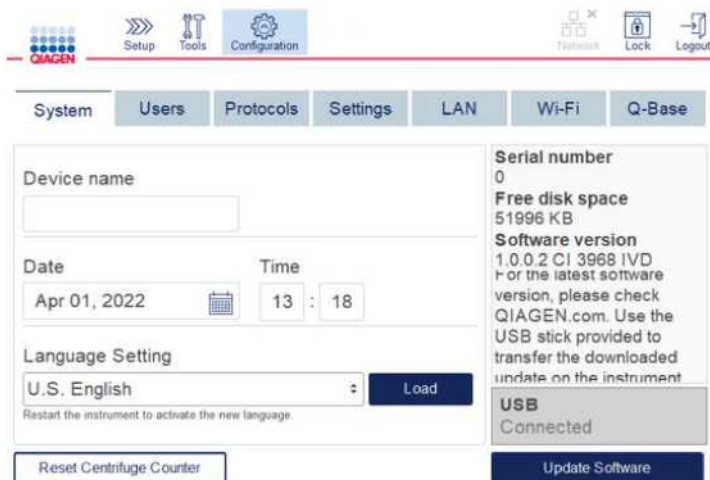 QIAGEN
Setup
Tools
Configuration
Network
Lock
Logout
System
Users
Protocols
Settings
LAN
Wi-Fi
Q-Base
Device name
Date
Time
Apr 01, 2022
13 : 18
Language Setting
U.S. English
Load
Restart the instrument to activate the new language.
Reset Centrifuge Counter
Serial number
0
Free disk space
51996 KB
Software version
1.0.0.2 CI 3968 IVD
For the latest software
version, please check
QIAGEN.com. Use the
USB stick provided to
transfer the downloaded
update on the instrument
USB
Connected
Update Software